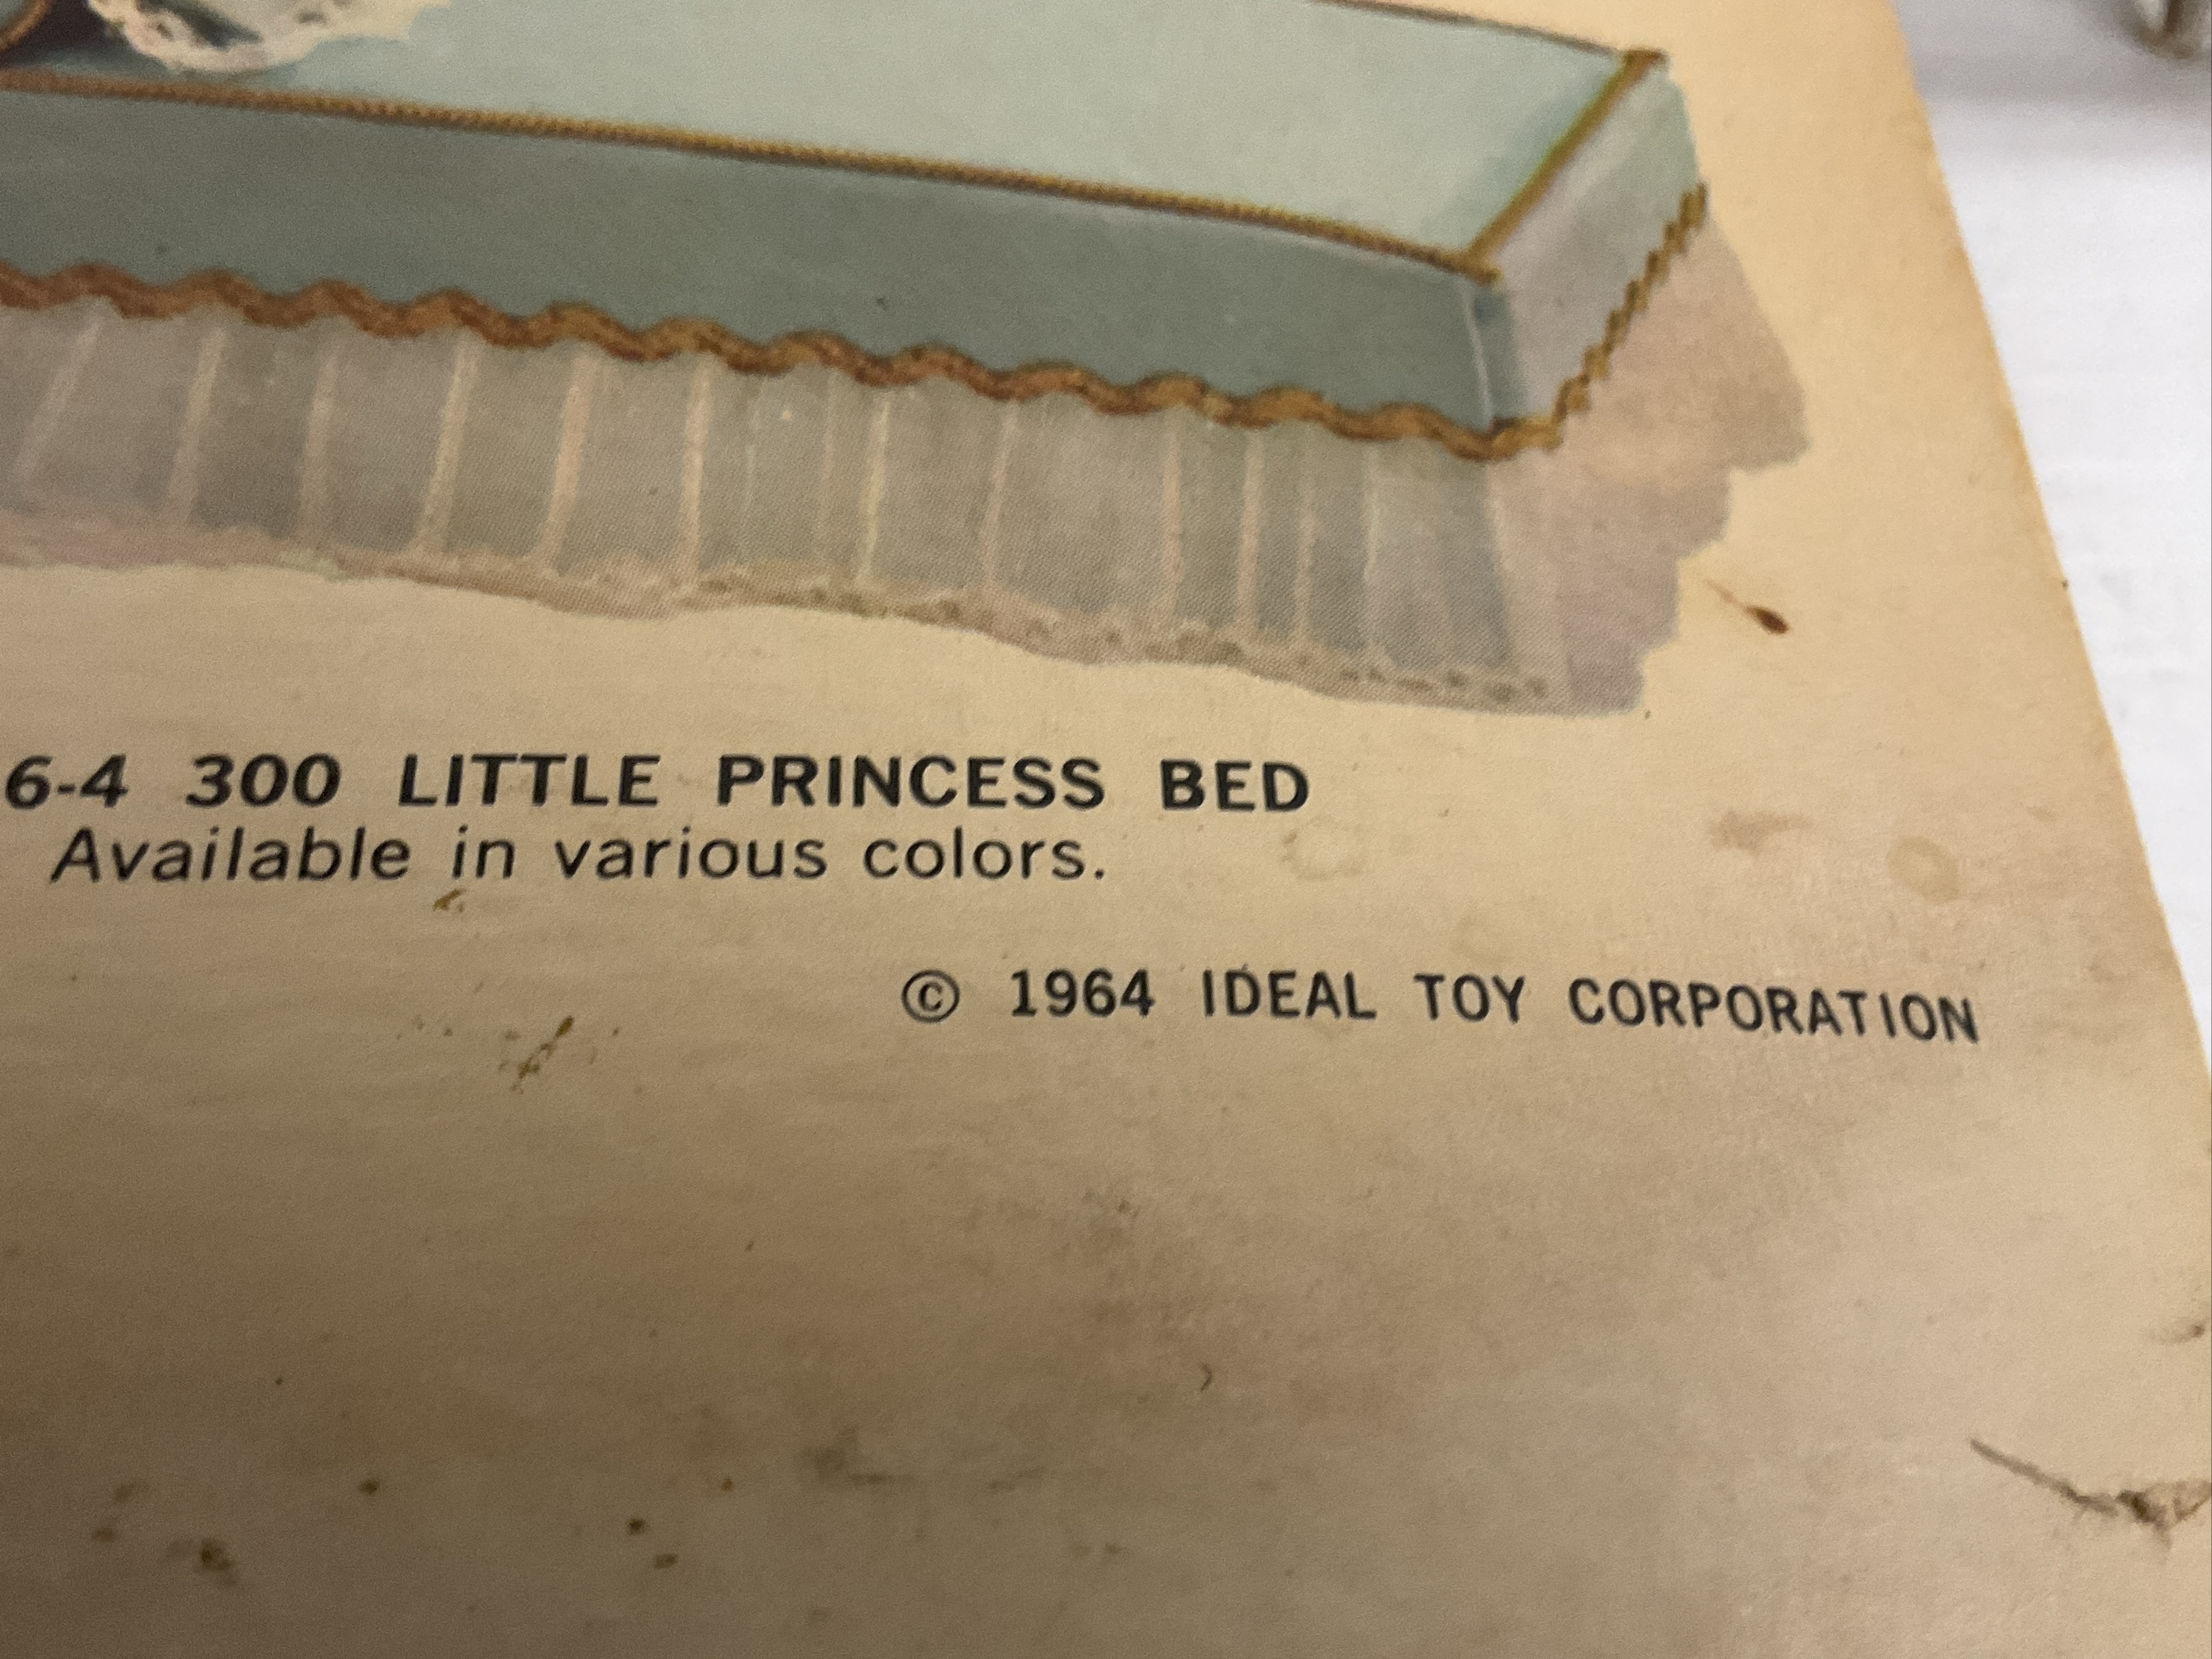 6-4 300 LITTLE PRINCESS BED
Available in various colors.
© 1964 IDEAL TOY CORPORATION